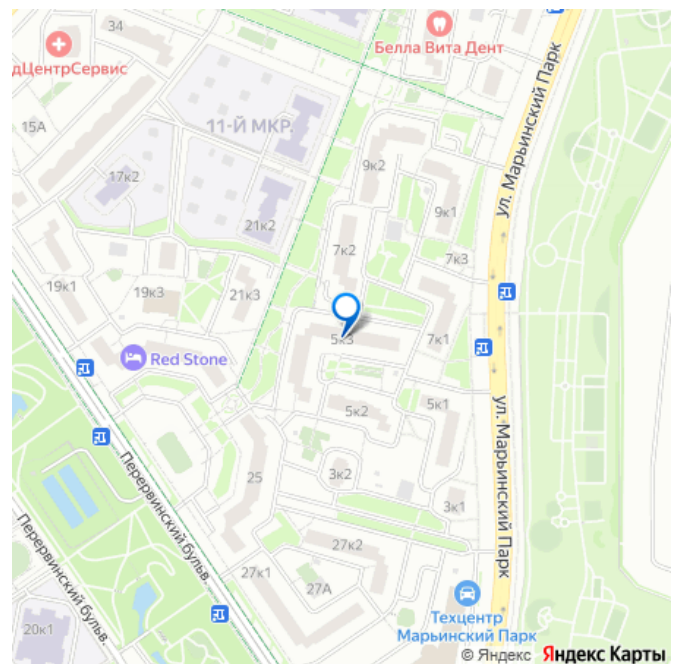 34
Белла Вита Дент
дЦентрСервис
15А
11-Й МКР.
17к2
9к2
ул. Марьинский Парк
9к1
21к2
7к2
7к3
19к1
19к3
21к3
5к3
7к1
Red Stone
5к2
5к1
ул. Марьинский Парк
25
3к2
3к1
Перервинский бульв.
Перервинский бульв.
27к2
27к1
27А
Техцентр
Марьинский Парк
20к1
© Яндекс Яндекс Карты